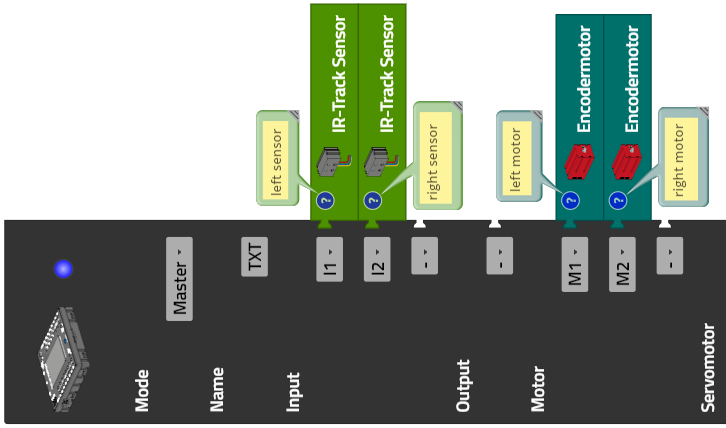 Mode
Master
Name
TXT
Input
I1
IR-Track Sensor
left sensor
I2
IR-Track Sensor
right sensor
-
Output
-
Motor
M1
Encodermotor
left motor
M2
Encodermotor
right motor
-
Servomotor